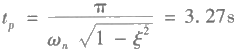 t_p = π / (ω_n √(1 − ξ²)) = 3.27s